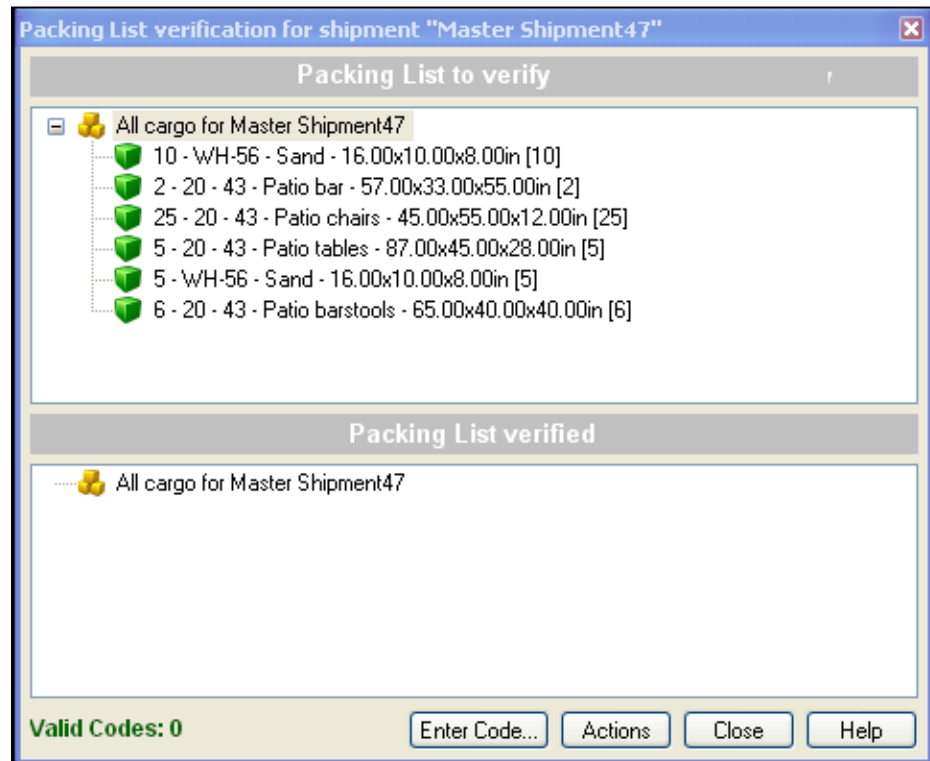 Packing List verification for shipment "Master Shipment47"
Packing List to verify
All cargo for Master Shipment47
10 - WH-56 - Sand - 16.00x10.00x8.00in [10]
2 - 20 - 43 - Patio bar - 57.00x33.00x55.00in [2]
25 - 20 - 43 - Patio chairs - 45.00x55.00x12.00in [25]
5 - 20 - 43 - Patio tables - 87.00x45.00x28.00in [5]
5 - WH-56 - Sand - 16.00x10.00x8.00in [5]
6 - 20 - 43 - Patio barstools - 65.00x40.00x40.00in [6]
Packing List verified
All cargo for Master Shipment47
Valid Codes: 0 Enter Code... Actions Close Help